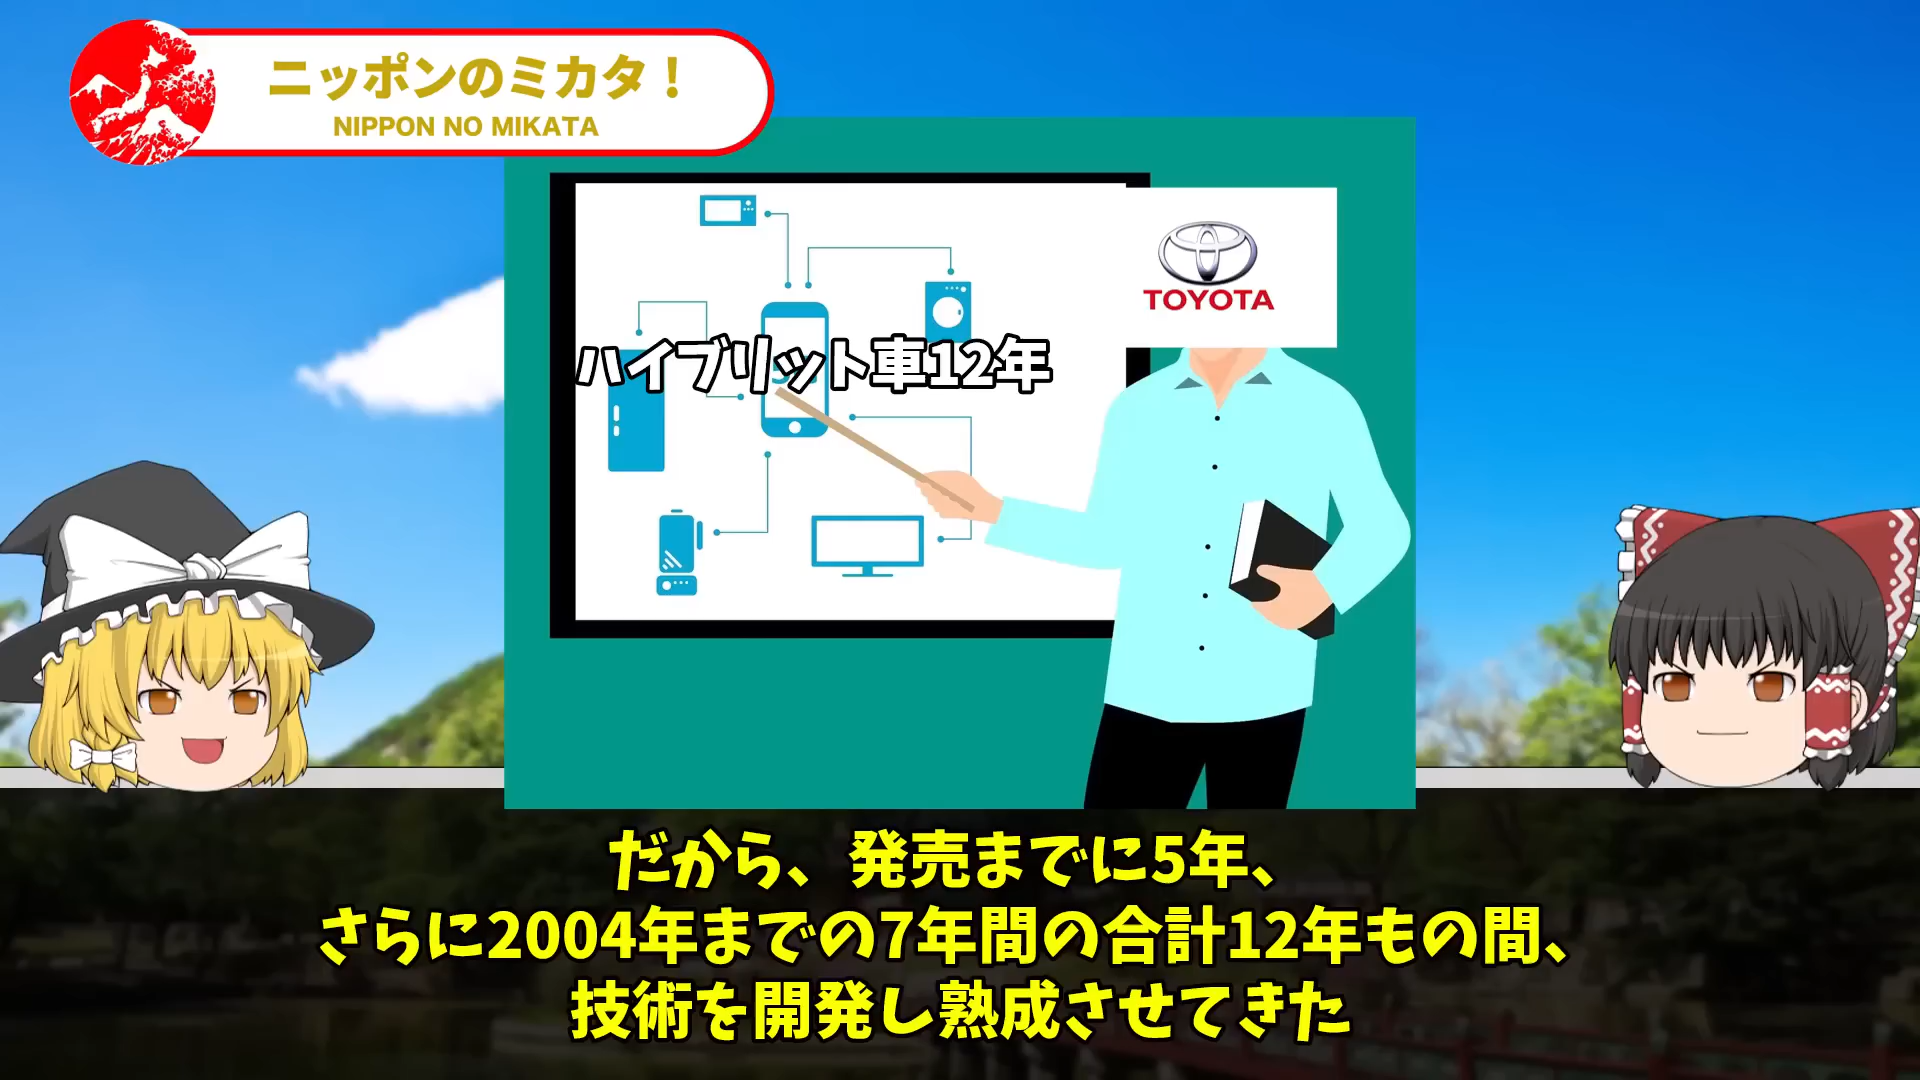 ニッポンのミカタ！
NIPPON NO MIKATA
TOYOTA
ハイブリット車12年
だから、発売までに5年、
さらに2004年までの7年間の合計12年もの間、
技術を開発し熟成させてきた